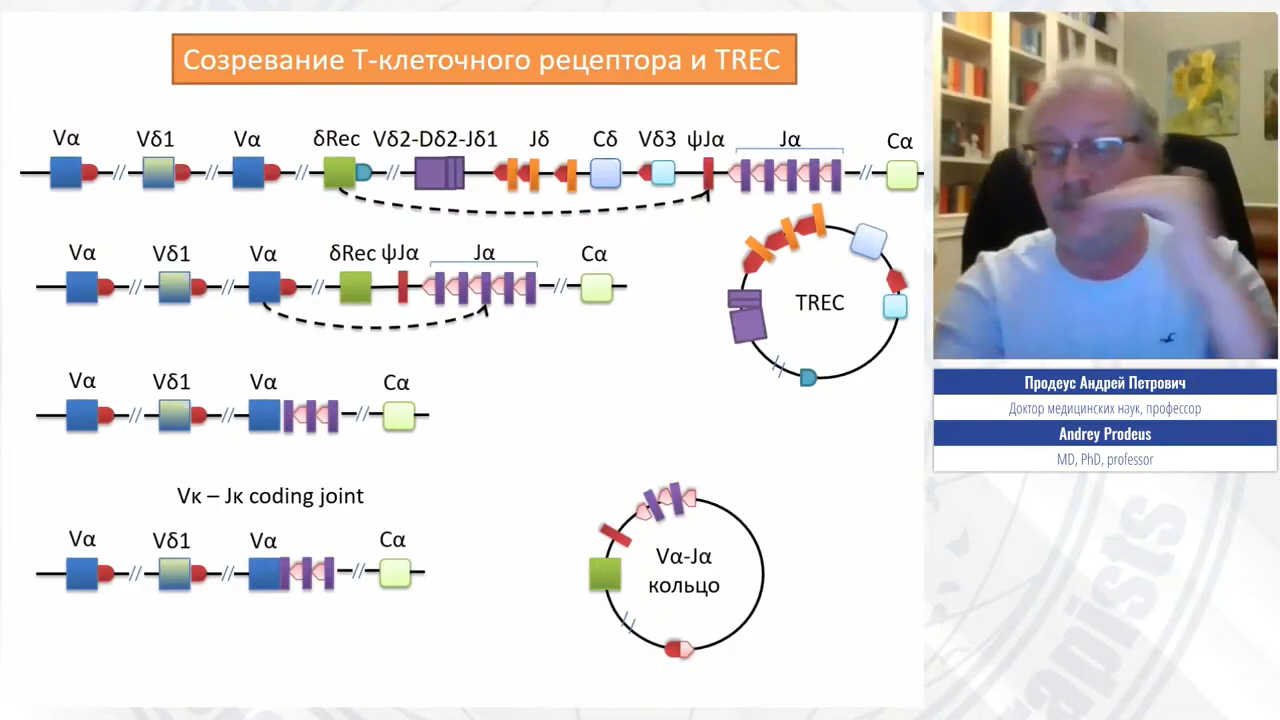 Созревание Т-клеточного рецептора и TREC
Vα Vδ1 Vα δRec Vδ2-Dδ2-Jδ1 Jδ Cδ Vδ3 ψJα Jα Cα
Vα Vδ1 Vα δRec ψJα Jα Cα
TREC
Vα Vδ1 Vα Cα
Vκ – Jκ coding joint
Vα Vδ1 Vα Cα
Vα-Jα
кольцо
Продеус Андрей Петрович
Доктор медицинских наук, профессор
Andrey Prodeus
MD, PhD, professor
rapists